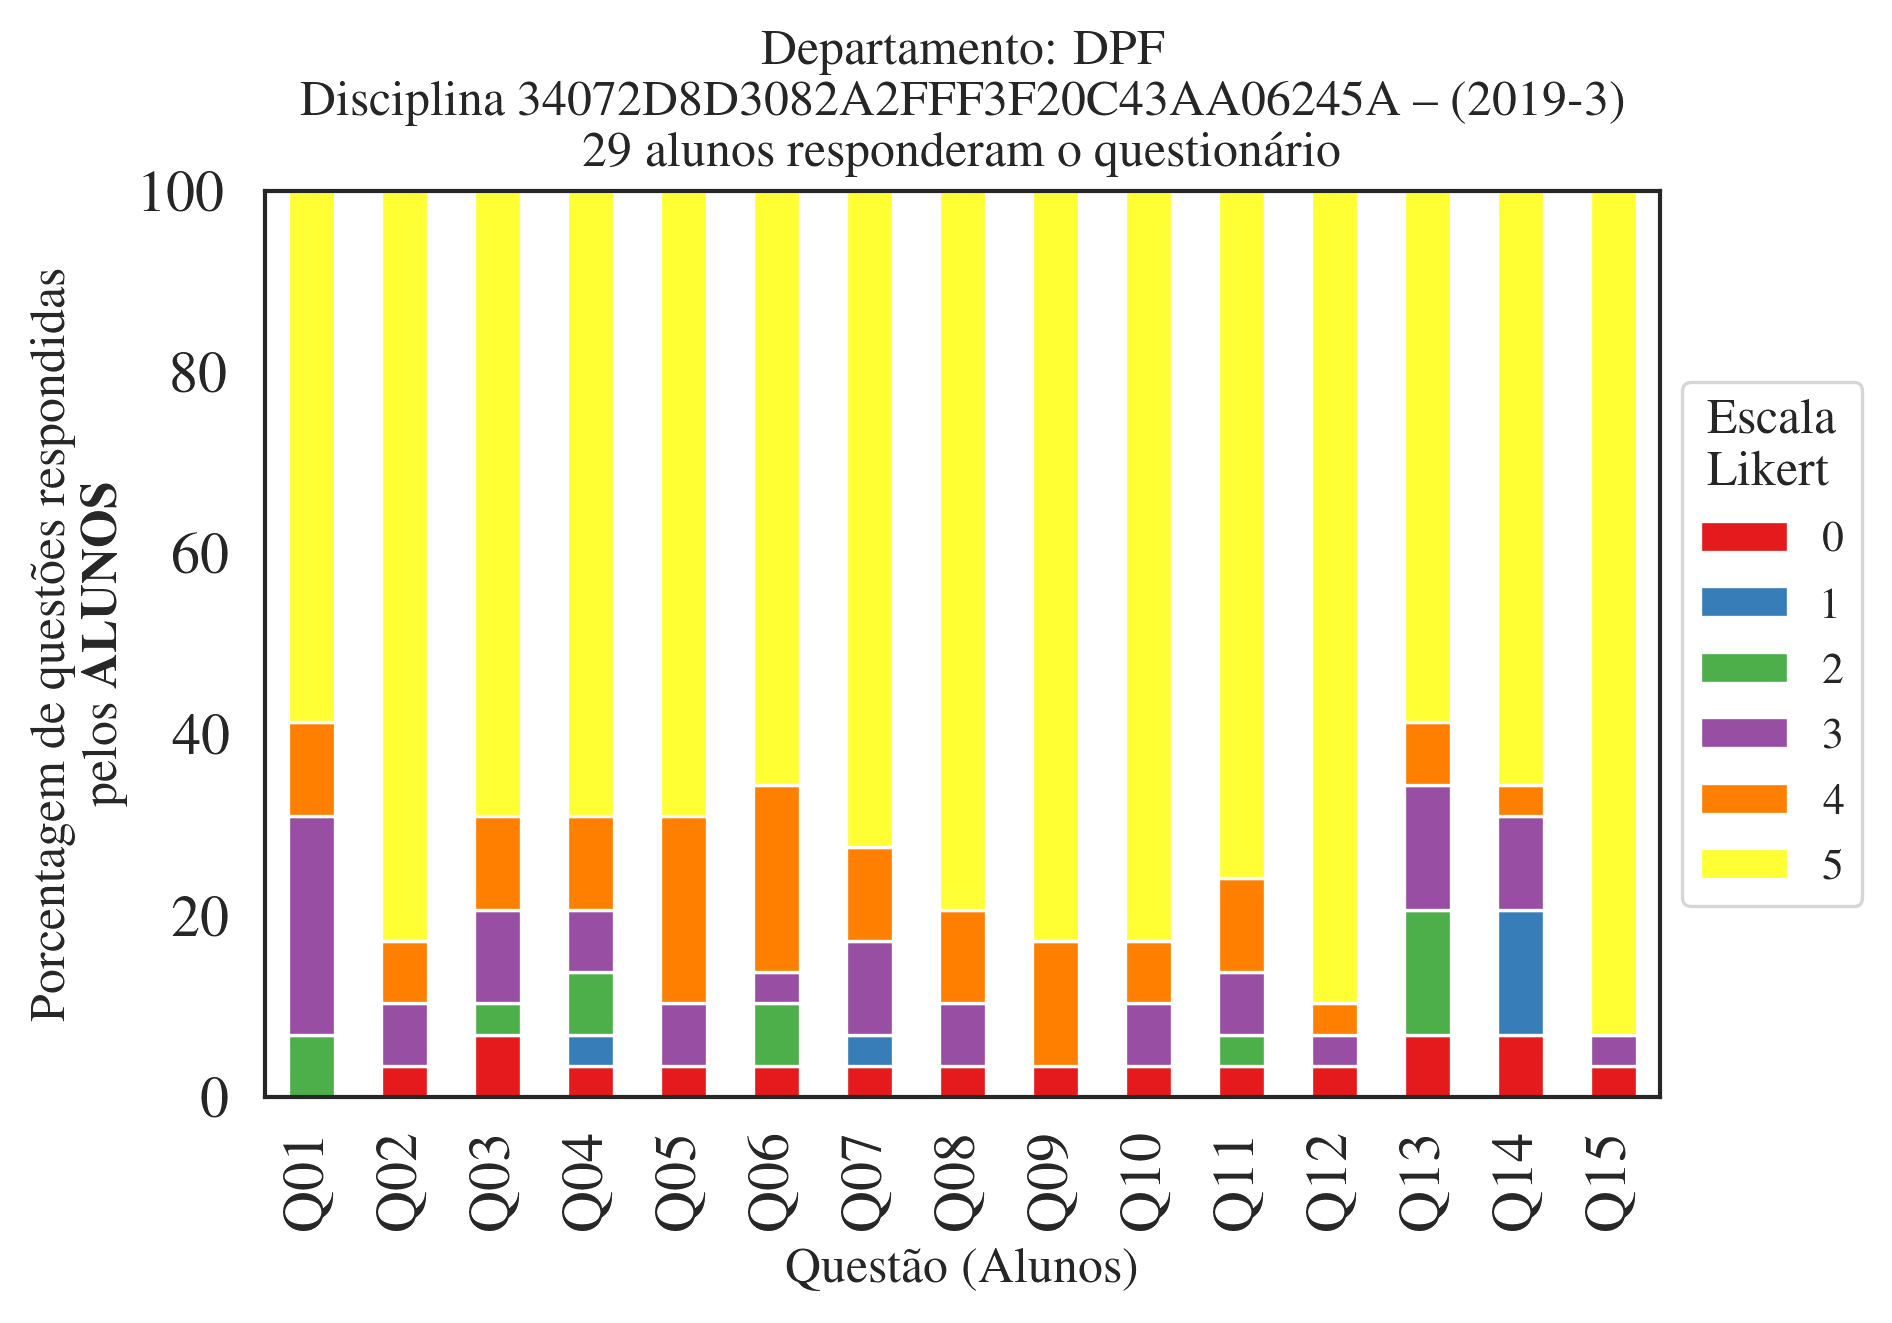 Departamento: DPF
Disciplina 34072D8D3082A2FFF3F20C43AA06245A – (2019-3)
29 alunos responderam o questionário
Porcentagem de questões respondidas
pelos ALUNOS
100
80
60
40
20
0
Q01
Q02
Q03
Q04
Q05
Q06
Q07
Q08
Q09
Q10
Q11
Q12
Q13
Q14
Q15
Questão (Alunos)
Escala
Likert
0
1
2
3
4
5